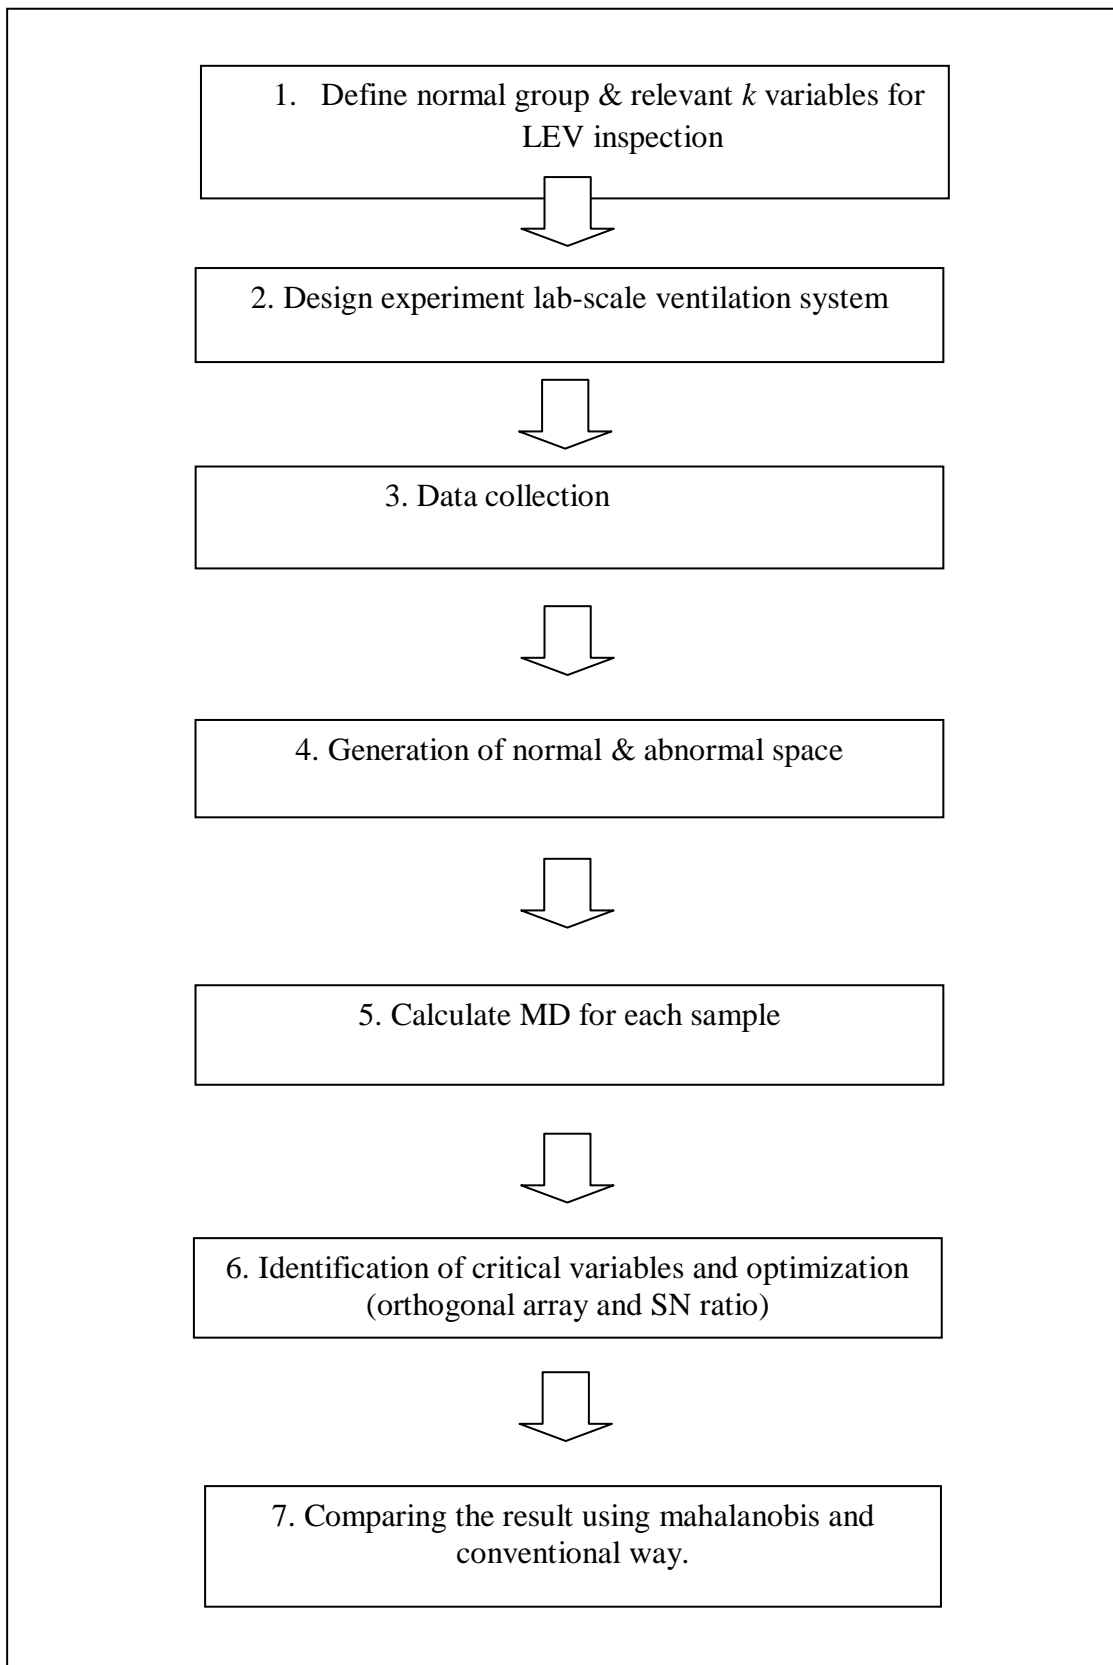 1. Define normal group & relevant k variables for
LEV inspection
2. Design experiment lab-scale ventilation system
3. Data collection
4. Generation of normal & abnormal space
5. Calculate MD for each sample
6. Identification of critical variables and optimization
(orthogonal array and SN ratio)
7. Comparing the result using mahalanobis and
conventional way.